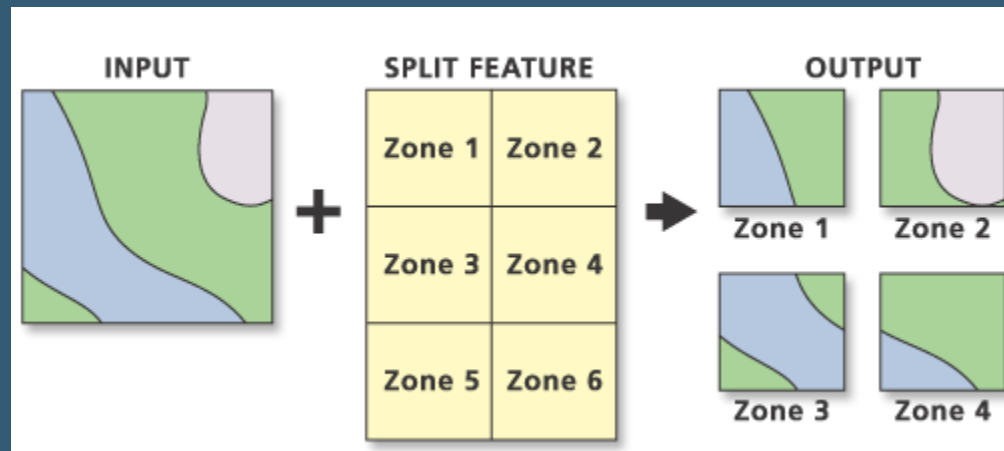 INPUT
SPLIT FEATURE
OUTPUT
Zone 1 Zone 2
Zone 3 Zone 4
Zone 5 Zone 6
Zone 1 Zone 2
Zone 3 Zone 4